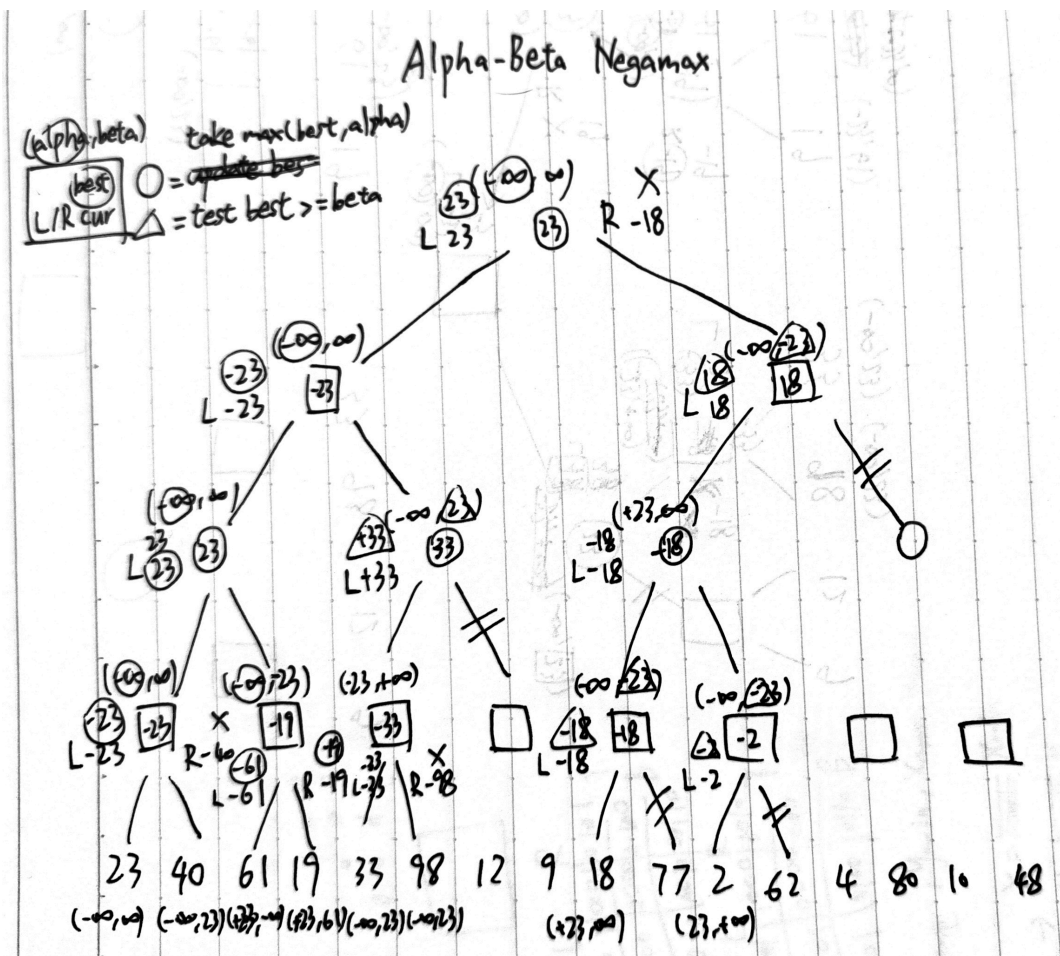 Alpha-Beta Negamax
(alpha, beta)
take max(best, alpha)
best
L/R cur
= update bes
= test best >= beta
23 (-∞, ∞) X
L 23 23 R -18
(-∞, ∞) (-∞, -23)
-23 -23 18 18
L -23 L 18
(-∞, ∞) (-∞, 23) (+23, ∞)
23 23 +33 33 -18 -18
L 23 L+33 L-18
(-∞, ∞) (-∞, -23) (-23, +∞) (-∞, -23) (-∞, -23)
-23 -23 X -19 -33 -18 -18 -2 -2
L-23 R-40 -61 -19 X L-18 L-2
L-61 R-19 R-98
23 40 61 19 33 98 12 9 18 77 2 62 4 80 10 48
(-∞, ∞) (-∞, 23) (+23, 61) (-∞, 23) (-∞, 23) (+23, ∞) (23, +∞)